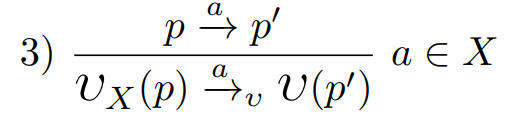 3) p →ᵃ p′
υ_X(p) →ᵃ_υ υ(p′)
a ∈ X